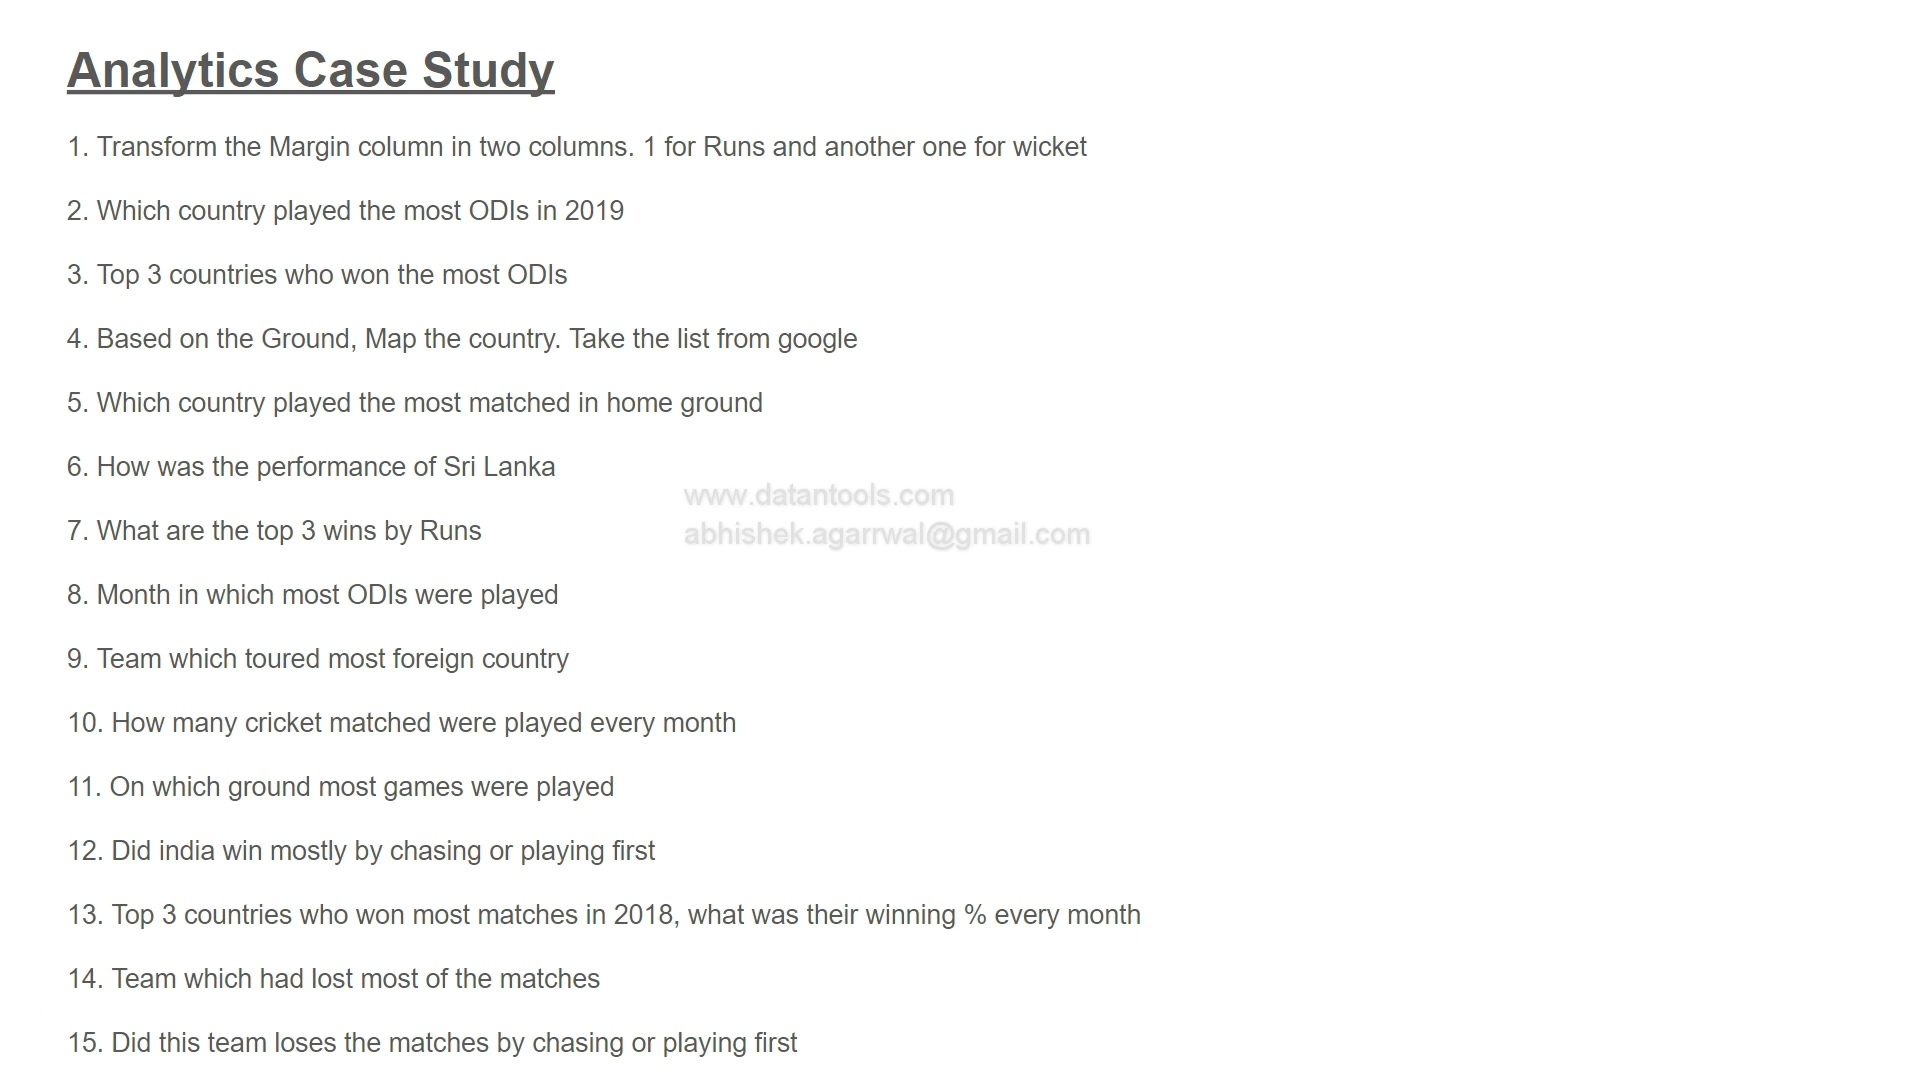 Analytics Case Study
1. Transform the Margin column in two columns. 1 for Runs and another one for wicket
2. Which country played the most ODIs in 2019
3. Top 3 countries who won the most ODIs
4. Based on the Ground, Map the country. Take the list from google
5. Which country played the most matched in home ground
6. How was the performance of Sri Lanka
www.datantools.com
7. What are the top 3 wins by Runs
abhishek.agarrwal@gmail.com
8. Month in which most ODIs were played
9. Team which toured most foreign country
10. How many cricket matched were played every month
11. On which ground most games were played
12. Did india win mostly by chasing or playing first
13. Top 3 countries who won most matches in 2018, what was their winning % every month
14. Team which had lost most of the matches
15. Did this team loses the matches by chasing or playing first